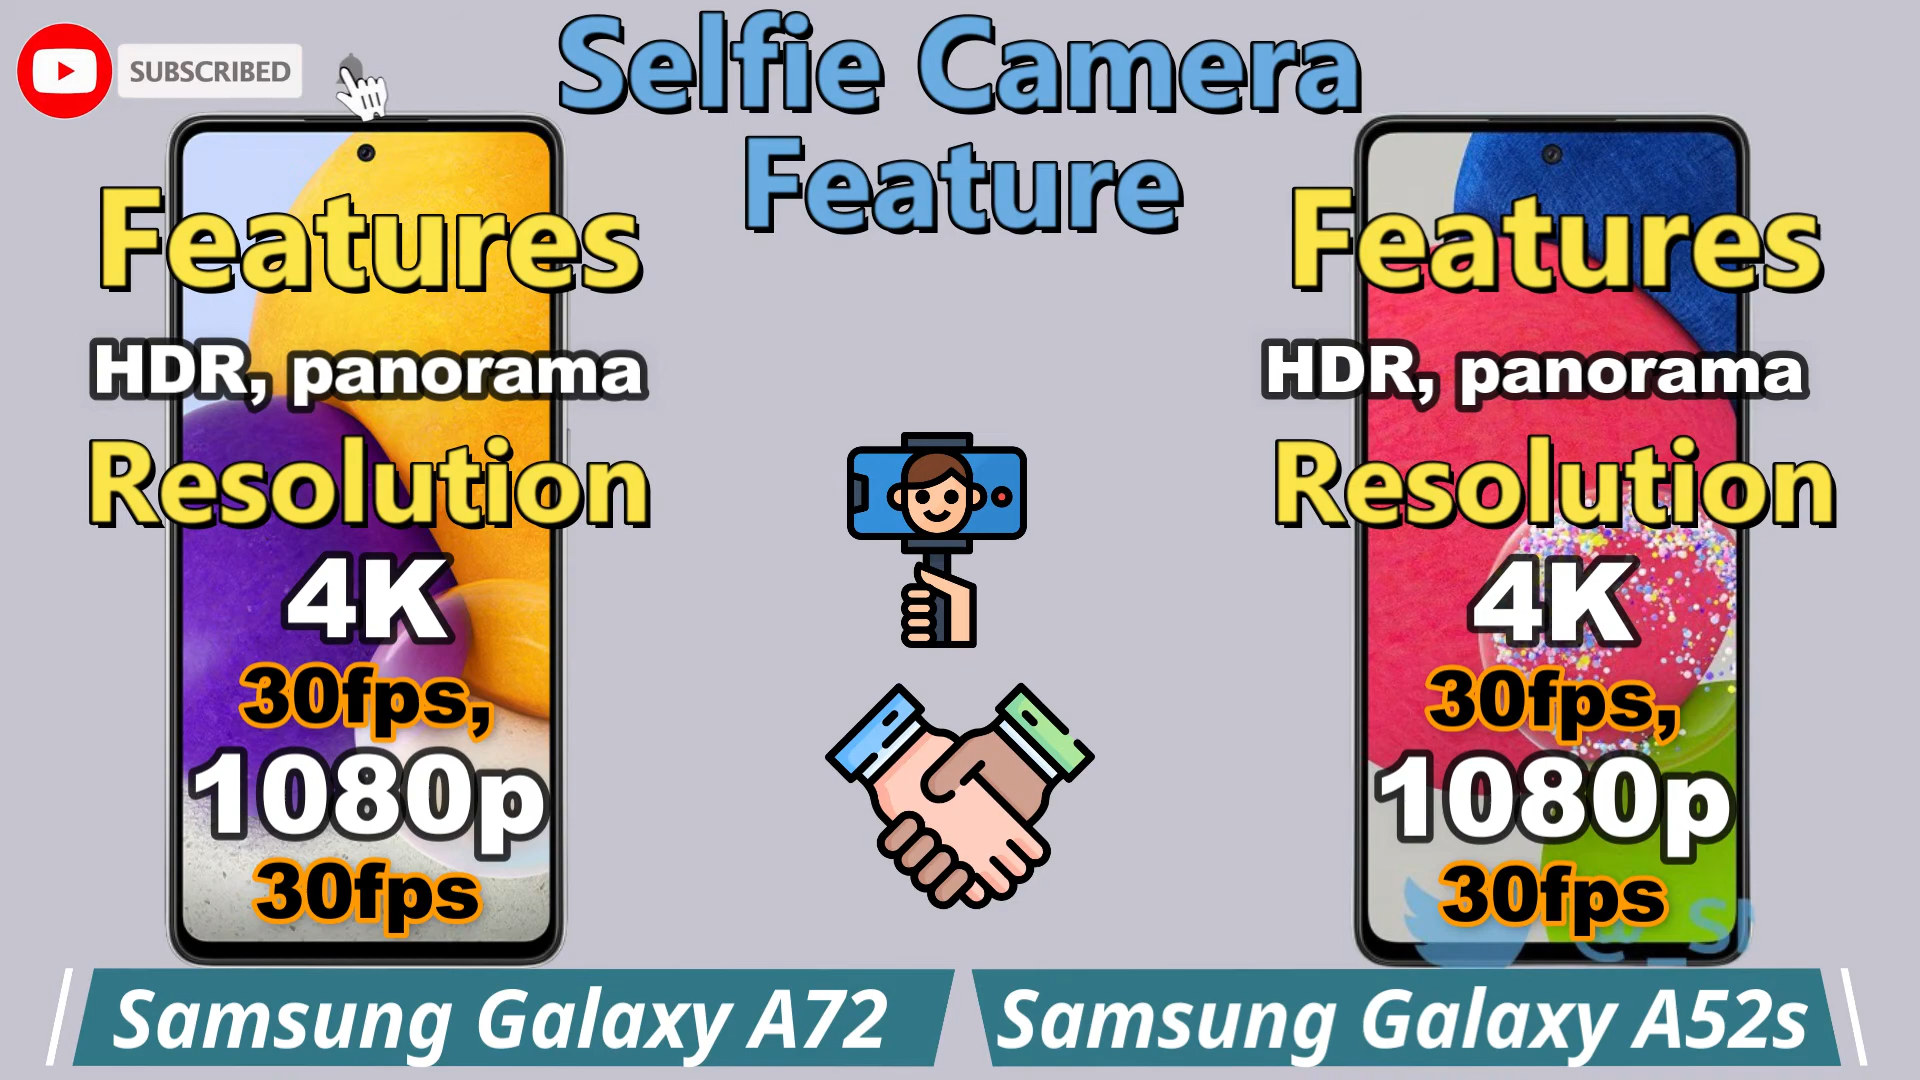 SUBSCRIBED
Selfie Camera
Feature
Features
HDR, panorama
Resolution
4K
30fps,
1080p
30fps
Features
HDR, panorama
Resolution
4K
30fps,
1080p
30fps
Samsung Galaxy A72
Samsung Galaxy A52s